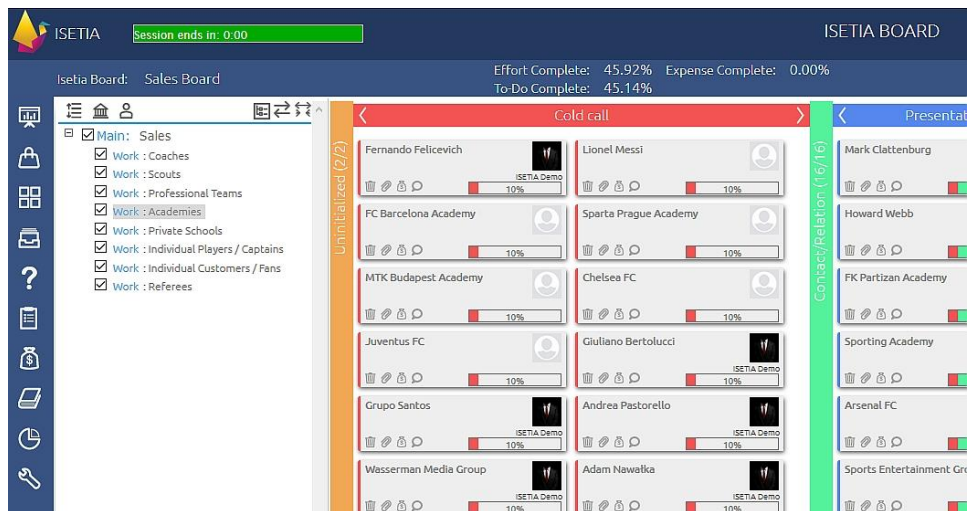 ISETIA
Session ends in: 0:00
ISETIA BOARD
Isetia Board: Sales Board
Effort Complete: 45.92% Expense Complete: 0.00%
To-Do Complete: 45.14%
Main: Sales
Work : Coaches
Work : Scouts
Work : Professional Teams
Work : Academies
Work : Private Schools
Work : Individual Players / Captains
Work : Individual Customers / Fans
Work : Referees
Uninitialized (2/2)
Cold call
Fernando Felicevich
ISETIA Demo
10%
Lionel Messi
10%
FC Barcelona Academy
10%
Sparta Prague Academy
10%
MTK Budapest Academy
10%
Chelsea FC
10%
Juventus FC
10%
Giuliano Bertolucci
ISETIA Demo
10%
Grupo Santos
ISETIA Demo
10%
Andrea Pastorello
ISETIA Demo
10%
Wasserman Media Group
ISETIA Demo
10%
Adam Nawałka
ISETIA Demo
10%
Contact/Relation (16/16)
Presentat
Mark Clattenburg
Howard Webb
FK Partizan Academy
Sporting Academy
Arsenal FC
Sports Entertainment Gro